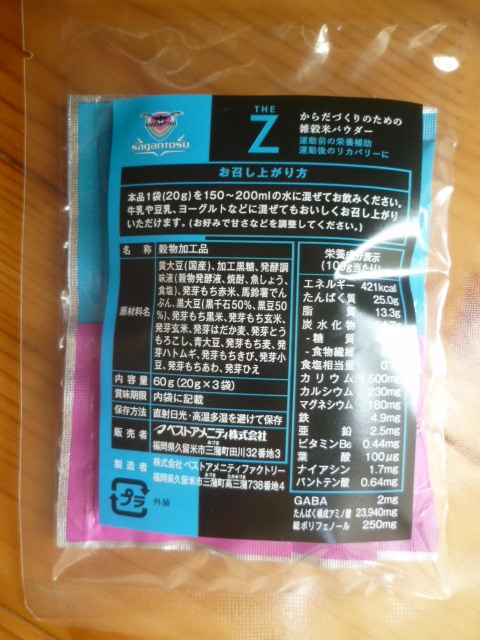 sagantosu
THE
Z
からだづくりのための
雑穀米パウダー
運動前の栄養補助
運動後のリカバリーに
お召し上がり方
本品1袋(20g)を150～200mlの水に混ぜてお飲みください。
牛乳や豆乳、ヨーグルトなどに混ぜてもおいしくお召し上がり
いただけます。(お好みで甘さなどを調整してください。)
名称 穀物加工品
原材料名
黄大豆(国産)、加工黒糖、発酵調
味液(穀物発酵液、焼酎、魚しょう、
食塩)、発芽もち赤米、馬鈴薯でん
ぷん、黒大豆(黒千石50%、黒豆50
%)、発芽もち黒米、発芽もち玄米、
発芽玄米、発芽はだか麦、発芽とう
もろこし、青大豆、発芽もち麦、発
芽ハトムギ、発芽もちきび、発芽小
豆、発芽もちあわ、発芽ひえ
内容量 60g(20g×3袋)
賞味期限 内袋に記載
保存方法 直射日光・高温多湿を避けて保存
販売者 ベストアメニティ株式会社
福岡県久留米市三潴町田川32番地3
みづま
製造者 株式会社ベストアメニティファクトリー
福岡県久留米市三潴町高三潴738番地4
みづま たかみづま
プラ 外装
栄養成分表示
(100g当たり)
エネルギー 421kcal
たんぱく質 25.0g
脂質 13.3g
炭水化物
-糖質
-食物繊維
食塩相当量
カリウム 1,500mg
カルシウム 230mg
マグネシウム 180mg
鉄 4.9mg
亜鉛 2.5mg
ビタミンB6 0.44mg
葉酸 100μg
ナイアシン 1.7mg
パントテン酸 0.64mg
GABA 2mg
たんぱく構成アミノ酸 23,940mg
総ポリフェノール 250mg